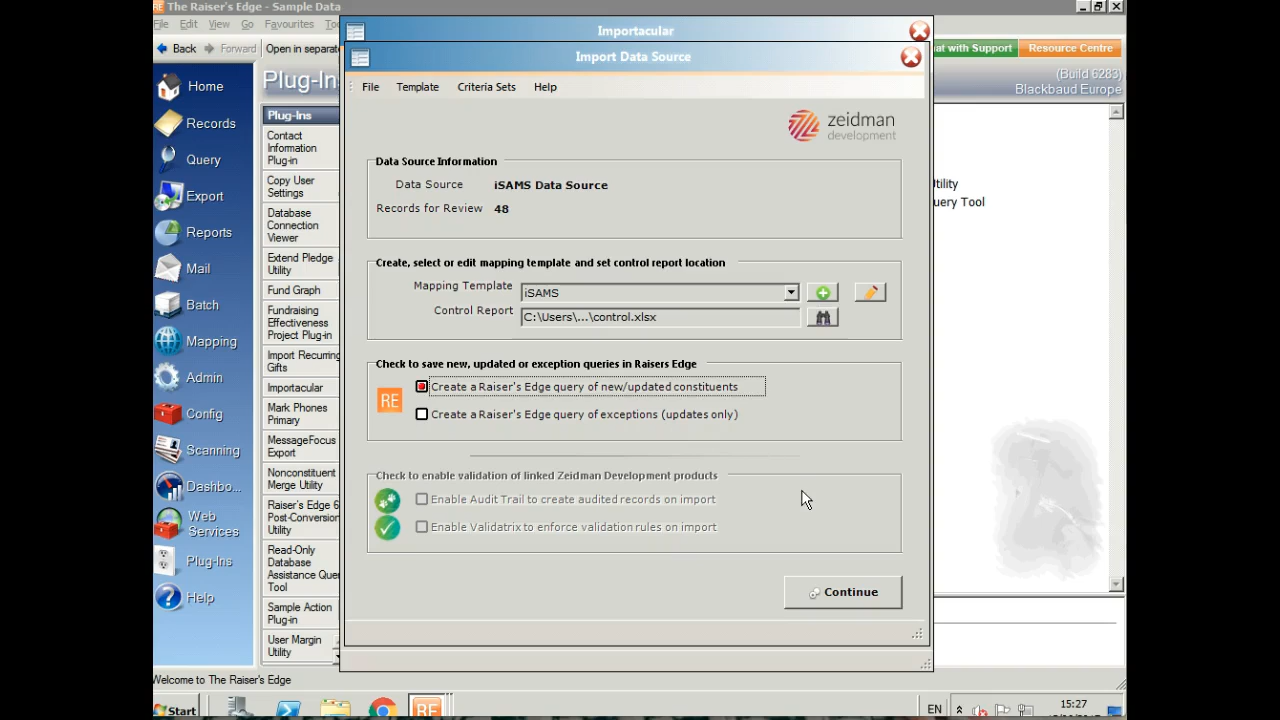 The Raiser's Edge - Sample Data
File Edit View Go Favourites
Back Forward Open in separate
at with Support Resource Centre
(Build 6283)
Blackbaud Europe
Home
Records
Query
Export
Reports
Mail
Batch
Mapping
Admin
Config
Scanning
Dashbo...
Web
Services
Plug-Ins
Help
Plug-Ins
Plug-Ins
Contact
Information
Plug-in
Copy User
Settings
Database
Connection
Viewer
Extend Pledge
Utility
Fund Graph
Fundraising
Effectiveness
Project Plug-in
Import Recurring
Gifts
Importacular
Mark Phones
Primary
MessageFocus
Export
Nonconstituent
Merge Utility
Raiser's Edge 6
Post-Conversion
Utility
Read-Only
Database
Assistance Query
Tool
Sample Action
Plug-in
User Margin
Utility
Importacular
Import Data Source
File Template Criteria Sets Help
zeidman
development
Data Source Information
Data Source iSAMS Data Source
Records for Review 48
Create, select or edit mapping template and set control report location
Mapping Template iSAMS
Control Report C:\Users\...\control.xlsx
Check to save new, updated or exception queries in Raisers Edge
RE
Create a Raiser's Edge query of new/updated constituents
Create a Raiser's Edge query of exceptions (updates only)
Check to enable validation of linked Zeidman Development products
Enable Audit Trail to create audited records on import
Enable Validatrix to enforce validation rules on import
Continue
tility
ery Tool
Welcome to The Raiser's Edge
Start RE EN 15:27